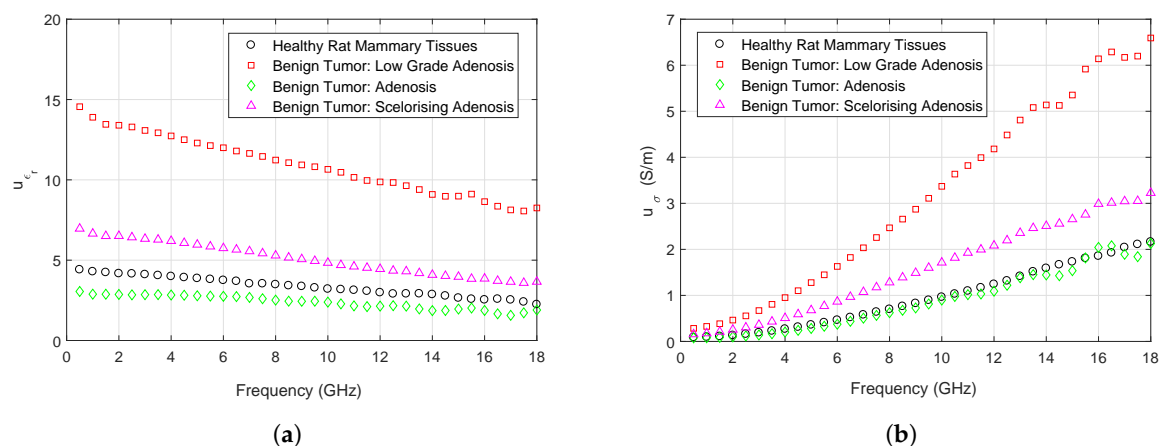 20
15
10
5
0
0 2 4 6 8 10 12 14 16 18
u ϵr
Frequency (GHz)
Healthy Rat Mammary Tissues
Benign Tumor: Low Grade Adenosis
Benign Tumor: Adenosis
Benign Tumor: Scelorising Adenosis
(a)
7
6
5
4
3
2
1
0
0 2 4 6 8 10 12 14 16 18
u σ (S/m)
Frequency (GHz)
Healthy Rat Mammary Tissues
Benign Tumor: Low Grade Adenosis
Benign Tumor: Adenosis
Benign Tumor: Scelorising Adenosis
(b)